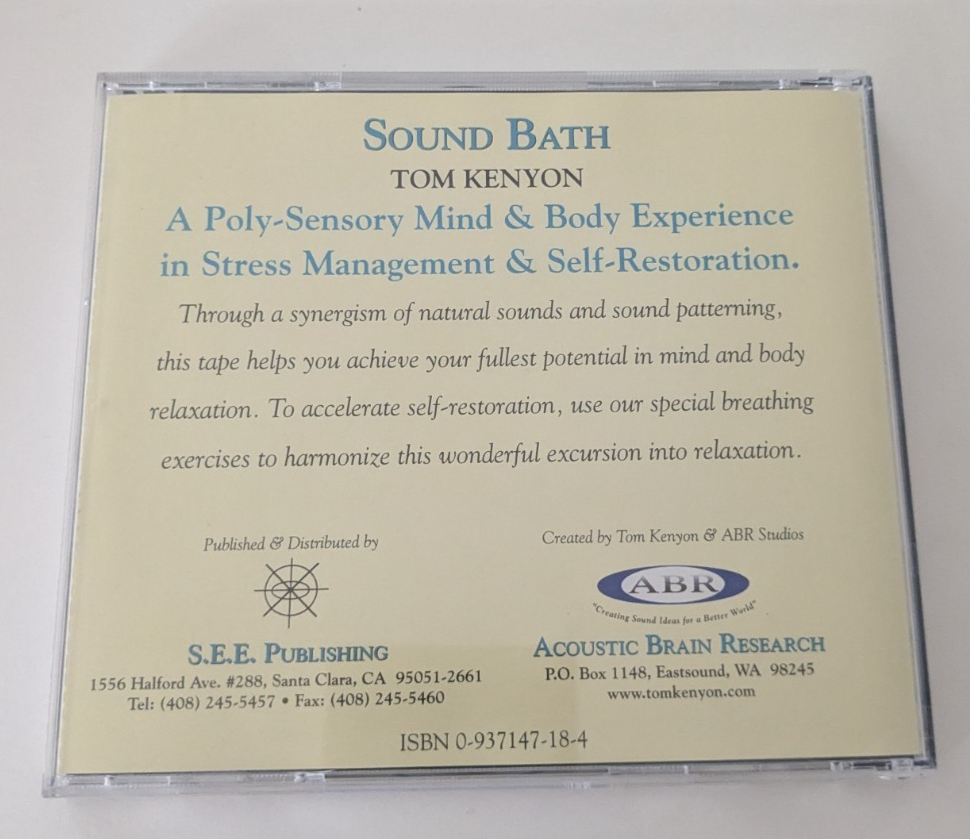 SOUND BATH
TOM KENYON
A Poly-Sensory Mind & Body Experience
in Stress Management & Self-Restoration.
Through a synergism of natural sounds and sound patterning,
this tape helps you achieve your fullest potential in mind and body
relaxation. To accelerate self-restoration, use our special breathing
exercises to harmonize this wonderful excursion into relaxation.
Published & Distributed by
S.E.E. PUBLISHING
1556 Halford Ave. #288, Santa Clara, CA 95051-2661
Tel: (408) 245-5457 • Fax: (408) 245-5460
Created by Tom Kenyon & ABR Studios
ABR
"Creating Sound Ideas for a Better World"
ACOUSTIC BRAIN RESEARCH
P.O. Box 1148, Eastsound, WA 98245
www.tomkenyon.com
ISBN 0-937147-18-4